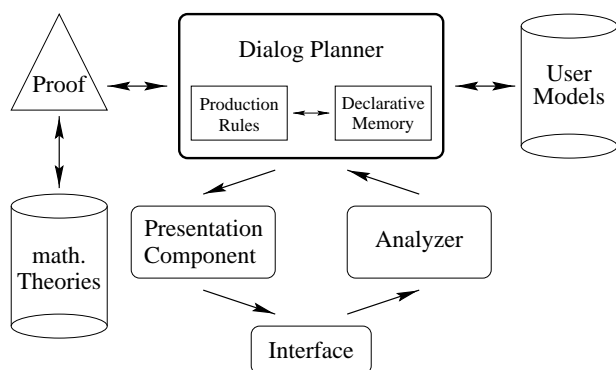 Dialog Planner
Proof
Production
Rules
Declarative
Memory
User
Models
math.
Theories
Presentation
Component
Analyzer
Interface